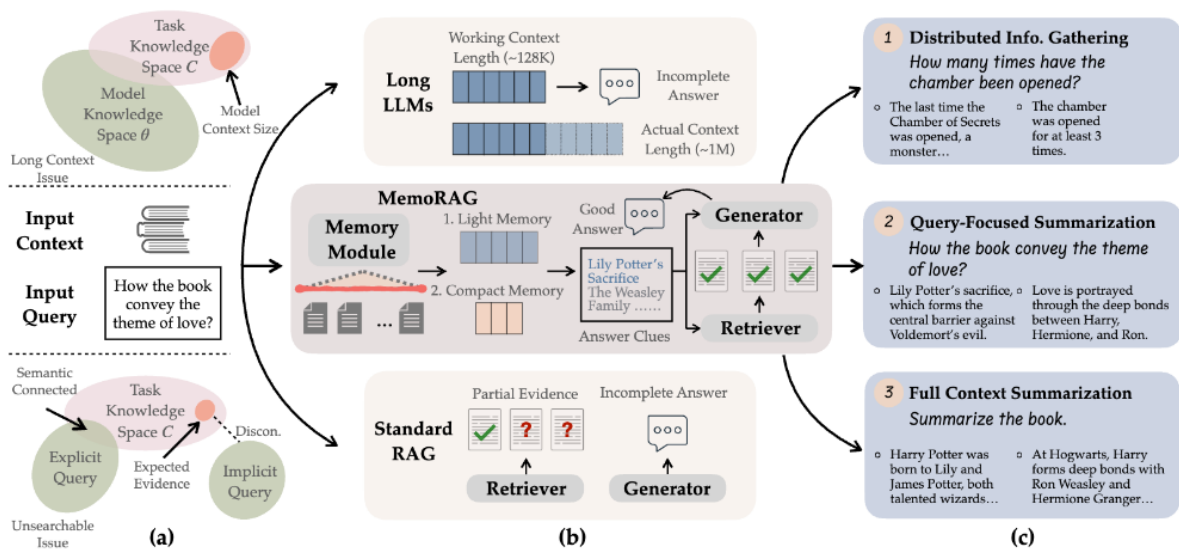 Task
Knowledge
Space C
Model
Knowledge
Space θ
Model
Context Size
Long Context
Issue
Input
Context
Input
Query
How the book
convey the
theme of love?
Semantic
Connected
Task
Knowledge
Space C
Discon.
Explicit
Query
Expected
Evidence
Implicit
Query
Unsearchable
Issue
(a)
Long
LLMs
Working Context
Length (~128K)
Incomplete
Answer
Actual Context
Length (~1M)
MemoRAG
Memory
Module
...
1. Light Memory
2. Compact Memory
Good
Answer
Lily Potter's
Sacrifice
The Weasley
Family ......
Answer Clues
Generator
Retriever
Standard
RAG
Partial Evidence
? ?
Retriever
Incomplete Answer
Generator
(b)
1 Distributed Info. Gathering
How many times have the
chamber been opened?
The last time the
Chamber of Secrets
was opened, a
monster…
The chamber
was opened
for at least 3
times.
2 Query-Focused Summarization
How the book convey the theme
of love?
Lily Potter's sacrifice,
which forms the
central barrier against
Voldemort's evil.
Love is portrayed
through the deep bonds
between Harry,
Hermione, and Ron.
3 Full Context Summarization
Summarize the book.
Harry Potter was
born to Lily and
James Potter, both
talented wizards…
At Hogwarts, Harry
forms deep bonds with
Ron Weasley and
Hermione Granger…
(c)